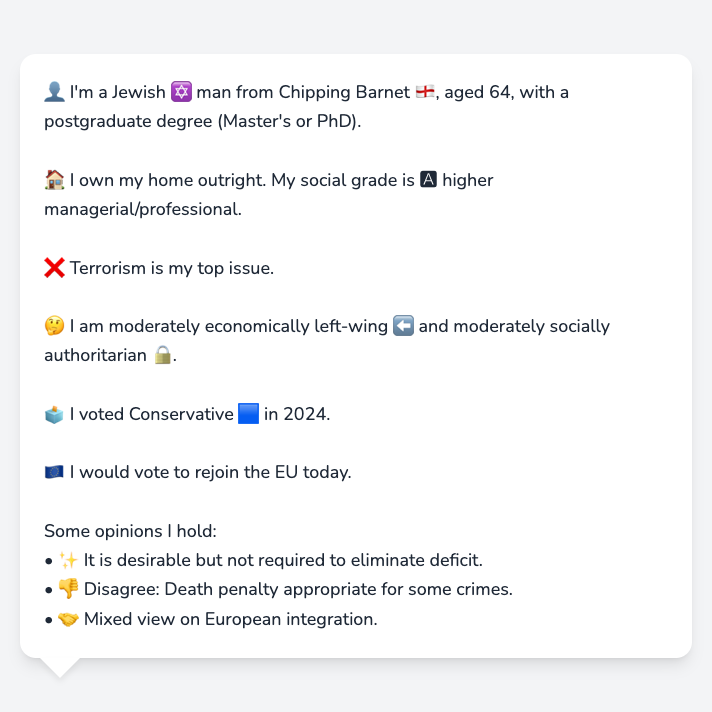 👤 I'm a Jewish ✡️ man from Chipping Barnet 🏴󠁧󠁢󠁥󠁮󠁧󠁿, aged 64, with a
postgraduate degree (Master's or PhD).
🏠 I own my home outright. My social grade is 🅰 higher
managerial/professional.
❌ Terrorism is my top issue.
🤔 I am moderately economically left-wing ⬅️ and moderately socially
authoritarian 🔒.
🗳️ I voted Conservative 🟦 in 2024.
🇪🇺 I would vote to rejoin the EU today.
Some opinions I hold:
• ✨ It is desirable but not required to eliminate deficit.
• 👎 Disagree: Death penalty appropriate for some crimes.
• 🤝 Mixed view on European integration.